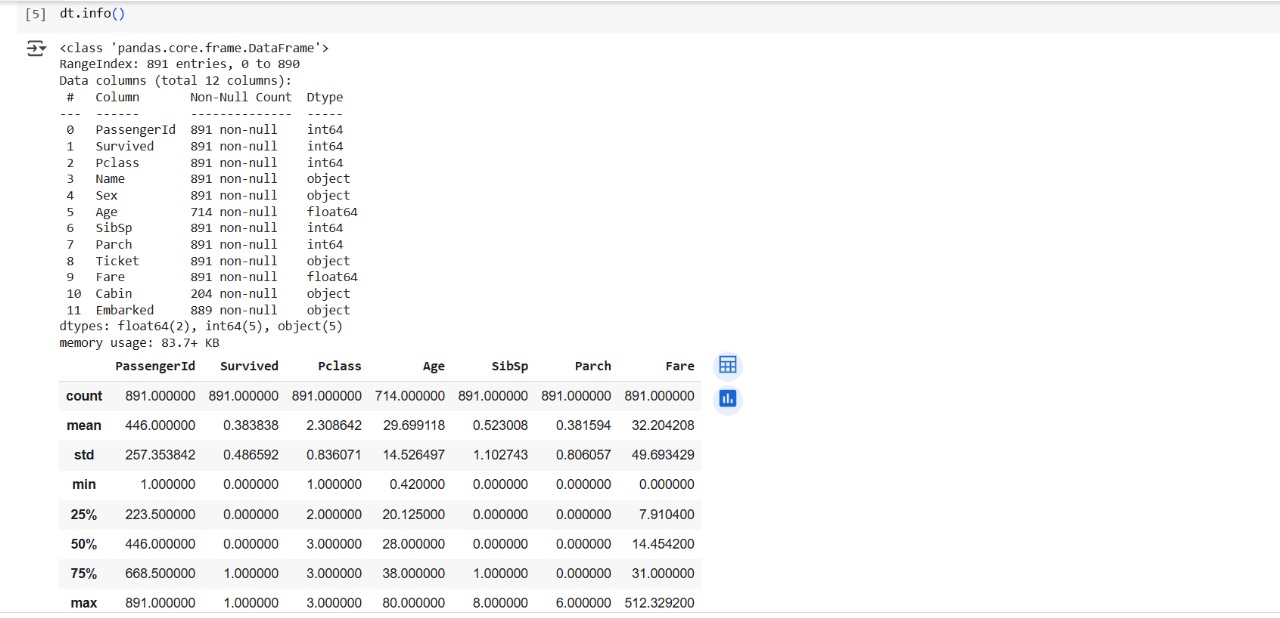 [5] dt.info()
<class 'pandas.core.frame.DataFrame'>
RangeIndex: 891 entries, 0 to 890
Data columns (total 12 columns):
 #   Column       Non-Null Count  Dtype
---  ------       --------------  -----
 0   PassengerId  891 non-null    int64
 1   Survived     891 non-null    int64
 2   Pclass       891 non-null    int64
 3   Name         891 non-null    object
 4   Sex          891 non-null    object
 5   Age          714 non-null    float64
 6   SibSp        891 non-null    int64
 7   Parch        891 non-null    int64
 8   Ticket       891 non-null    object
 9   Fare         891 non-null    float64
 10  Cabin        204 non-null    object
 11  Embarked     889 non-null    object
dtypes: float64(2), int64(5), object(5)
memory usage: 83.7+ KB
PassengerId Survived Pclass Age SibSp Parch Fare
count 891.000000 891.000000 891.000000 714.000000 891.000000 891.000000 891.000000
mean 446.000000 0.383838 2.308642 29.699118 0.523008 0.381594 32.204208
std 257.353842 0.486592 0.836071 14.526497 1.102743 0.806057 49.693429
min 1.000000 0.000000 1.000000 0.420000 0.000000 0.000000 0.000000
25% 223.500000 0.000000 2.000000 20.125000 0.000000 0.000000 7.910400
50% 446.000000 0.000000 3.000000 28.000000 0.000000 0.000000 14.454200
75% 668.500000 1.000000 3.000000 38.000000 1.000000 0.000000 31.000000
max 891.000000 1.000000 3.000000 80.000000 8.000000 6.000000 512.329200